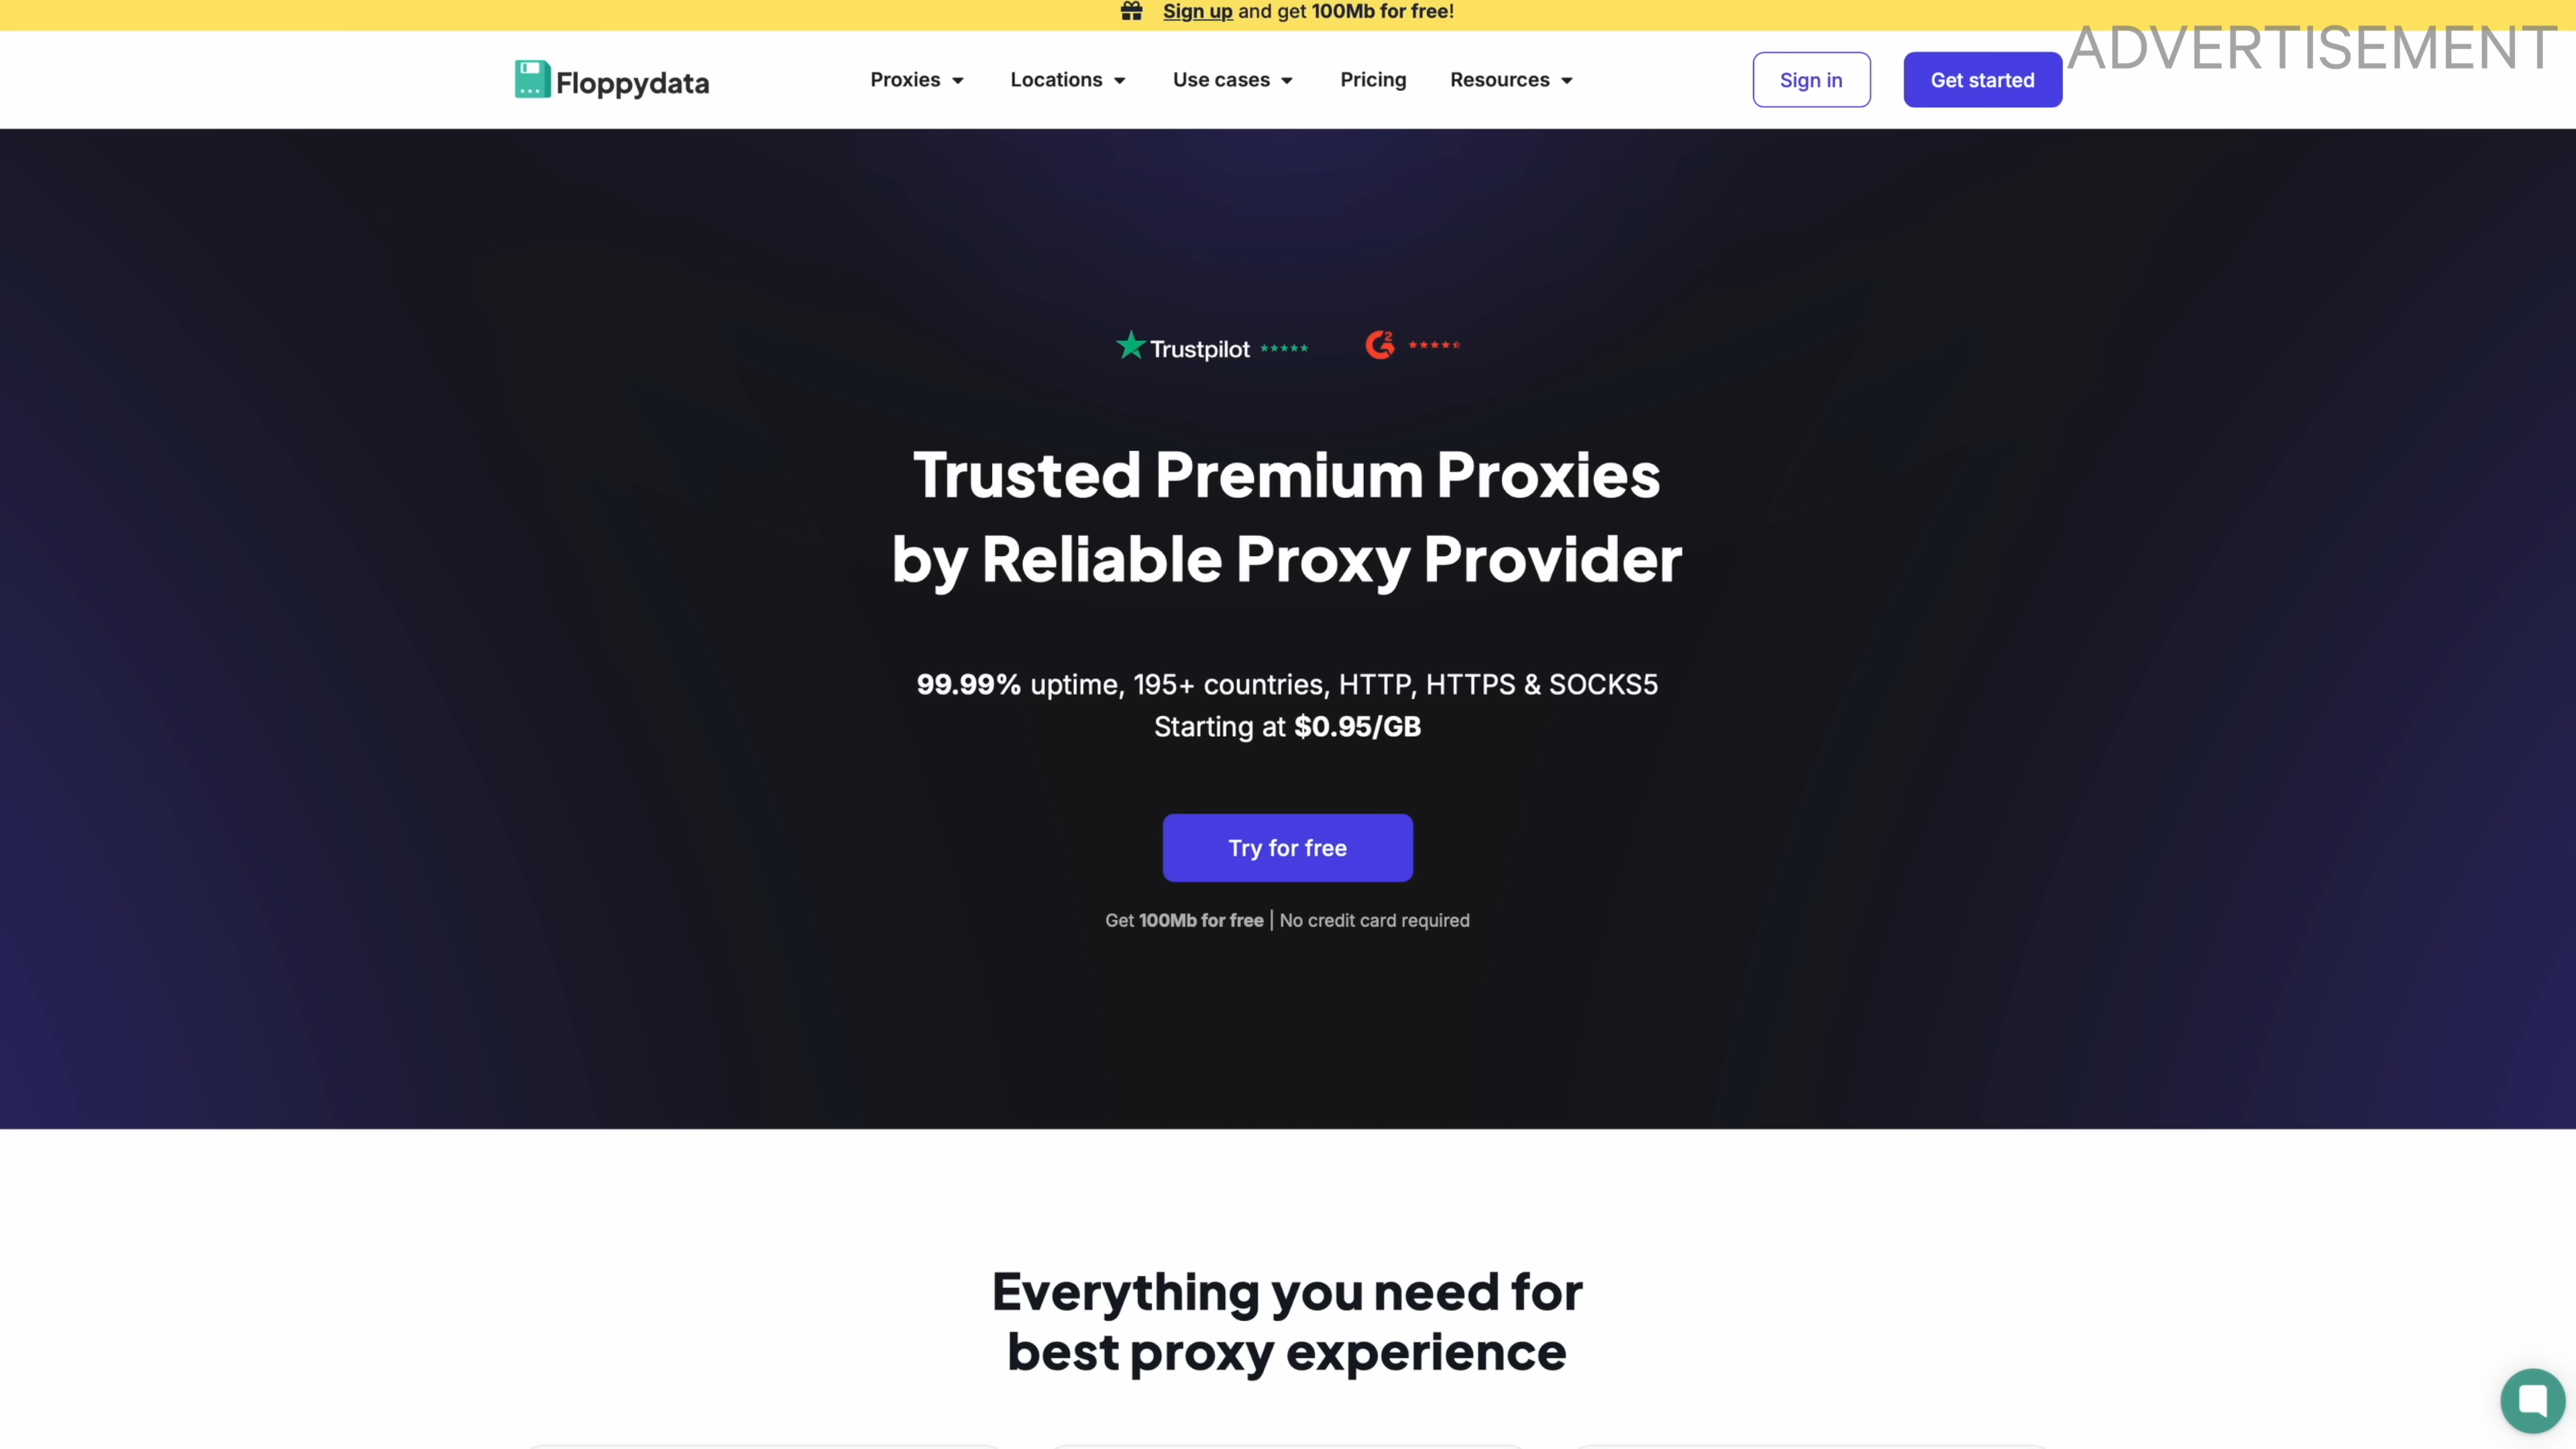 Sign up and get 100Mb for free!
ADVERTISEMENT
Floppydata
Proxies
Locations
Use cases
Pricing
Resources
Sign in
Get started
Trustpilot
G2
Trusted Premium Proxies
by Reliable Proxy Provider
99.99% uptime, 195+ countries, HTTP, HTTPS & SOCKS5
Starting at $0.95/GB
Try for free
Get 100Mb for free | No credit card required
Everything you need for
best proxy experience